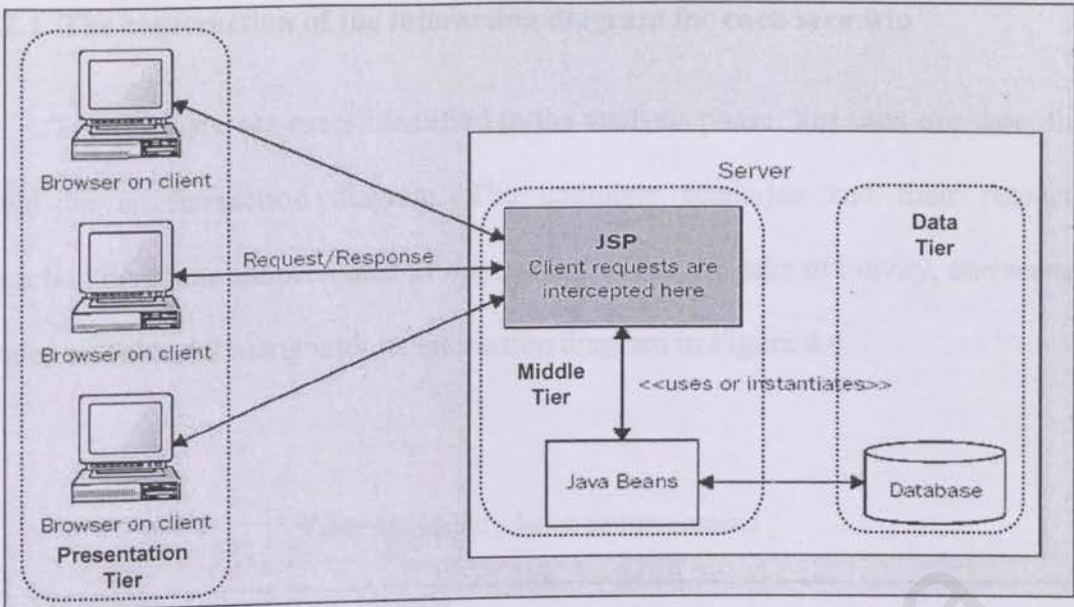 Browser on client
Browser on client
Browser on client
Presentation
Tier
Request/Response
Server
JSP
Client requests are
intercepted here
Middle
Tier
<<uses or instantiates>>
Java Beans
Data
Tier
Database